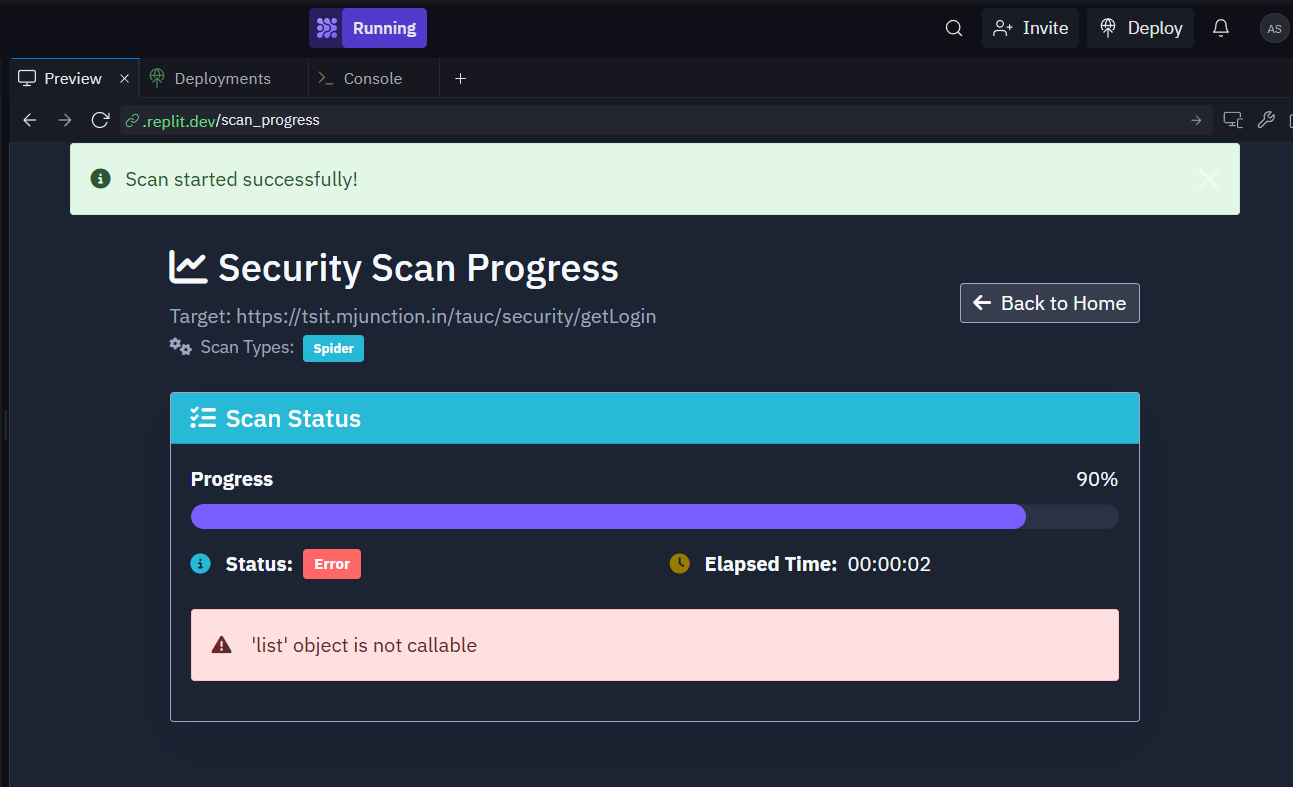 Running
Invite
Deploy
AS
Preview
Deployments
Console
.replit.dev/scan_progress
Scan started successfully!
Security Scan Progress
Target: https://tsit.mjunction.in/tauc/security/getLogin
Back to Home
Scan Types: Spider
Scan Status
Progress 90%
Status: Error
Elapsed Time: 00:00:02
'list' object is not callable